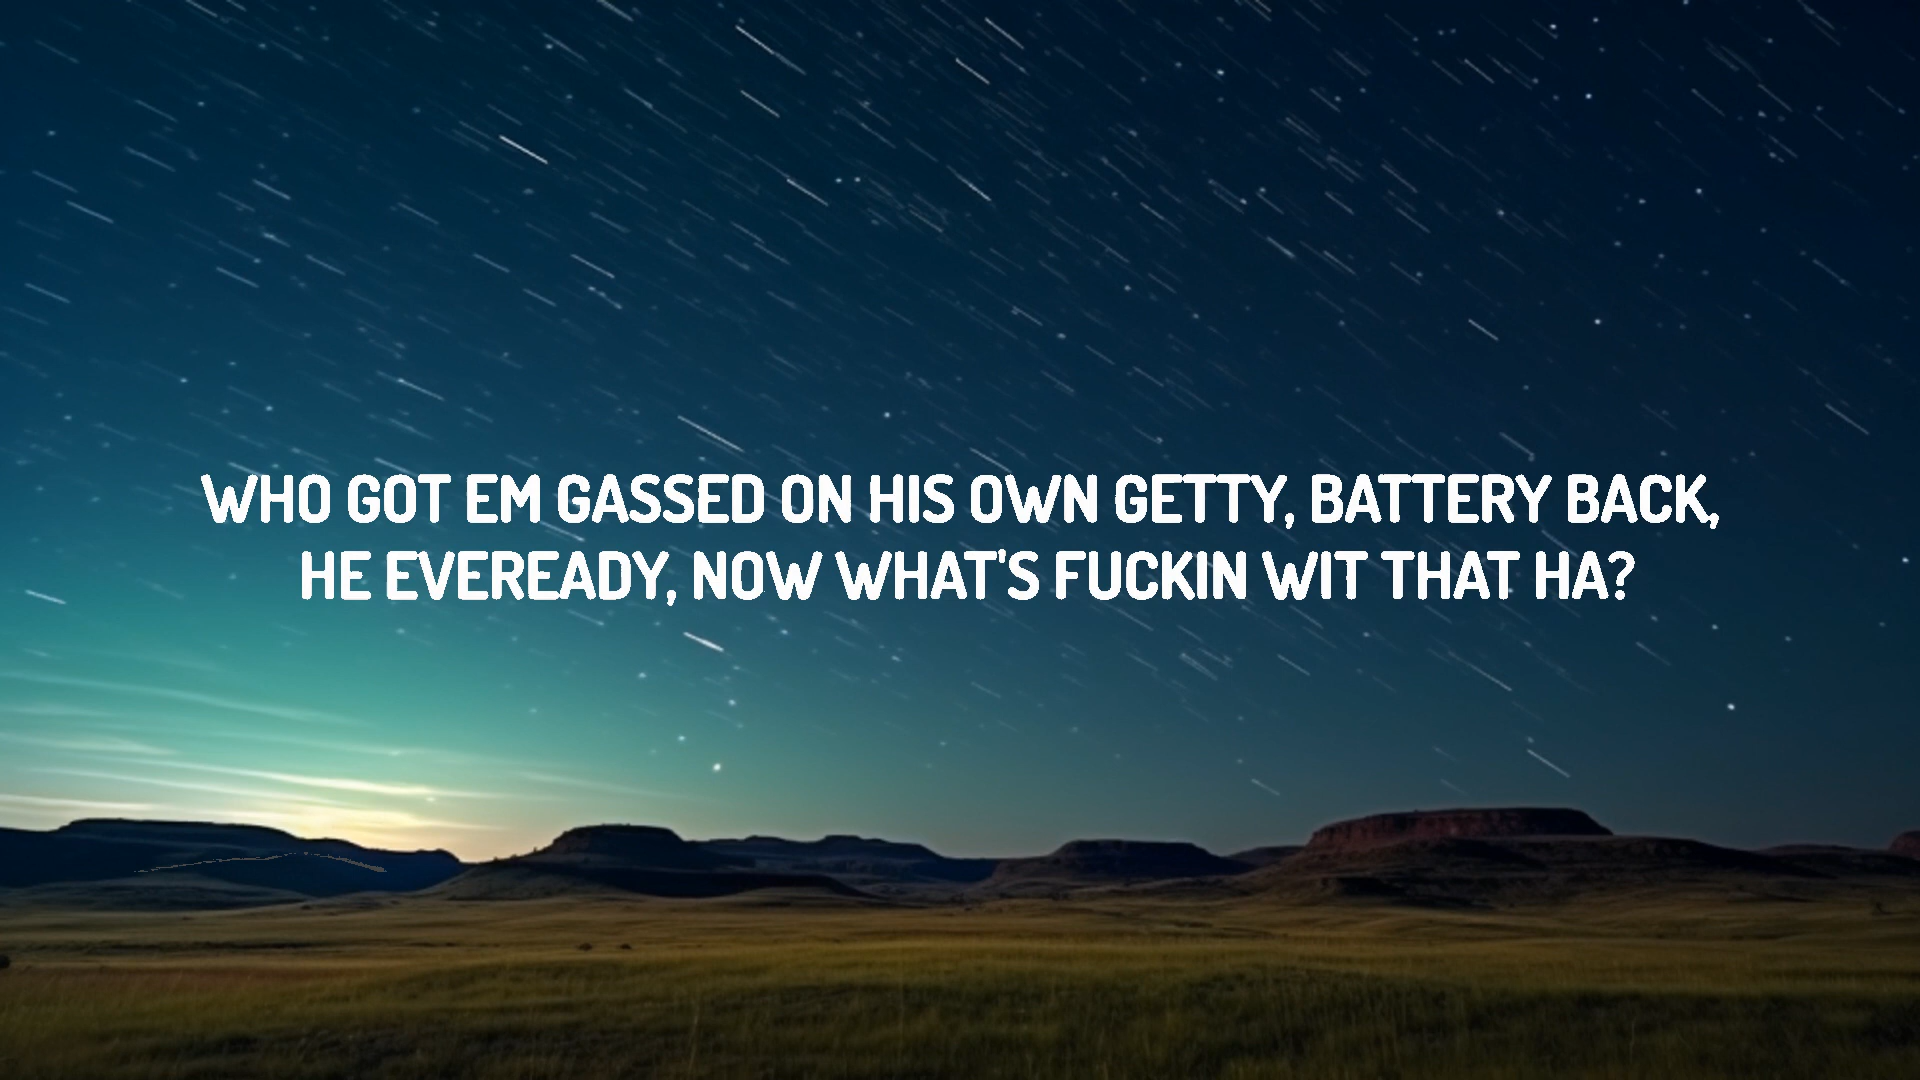 WHO GOT EM GASSED ON HIS OWN GETTY, BATTERY BACK,
HE EVEREADY, NOW WHAT'S FUCKIN WIT THAT HA?